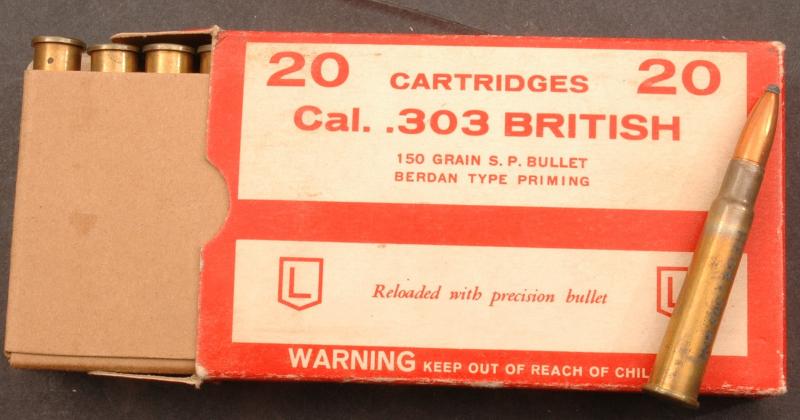 20 CARTRIDGES 20
Cal. .303 BRITISH
150 GRAIN S.P. BULLET
BERDAN TYPE PRIMING
L Reloaded with precision bullet L
WARNING KEEP OUT OF REACH OF CHIL